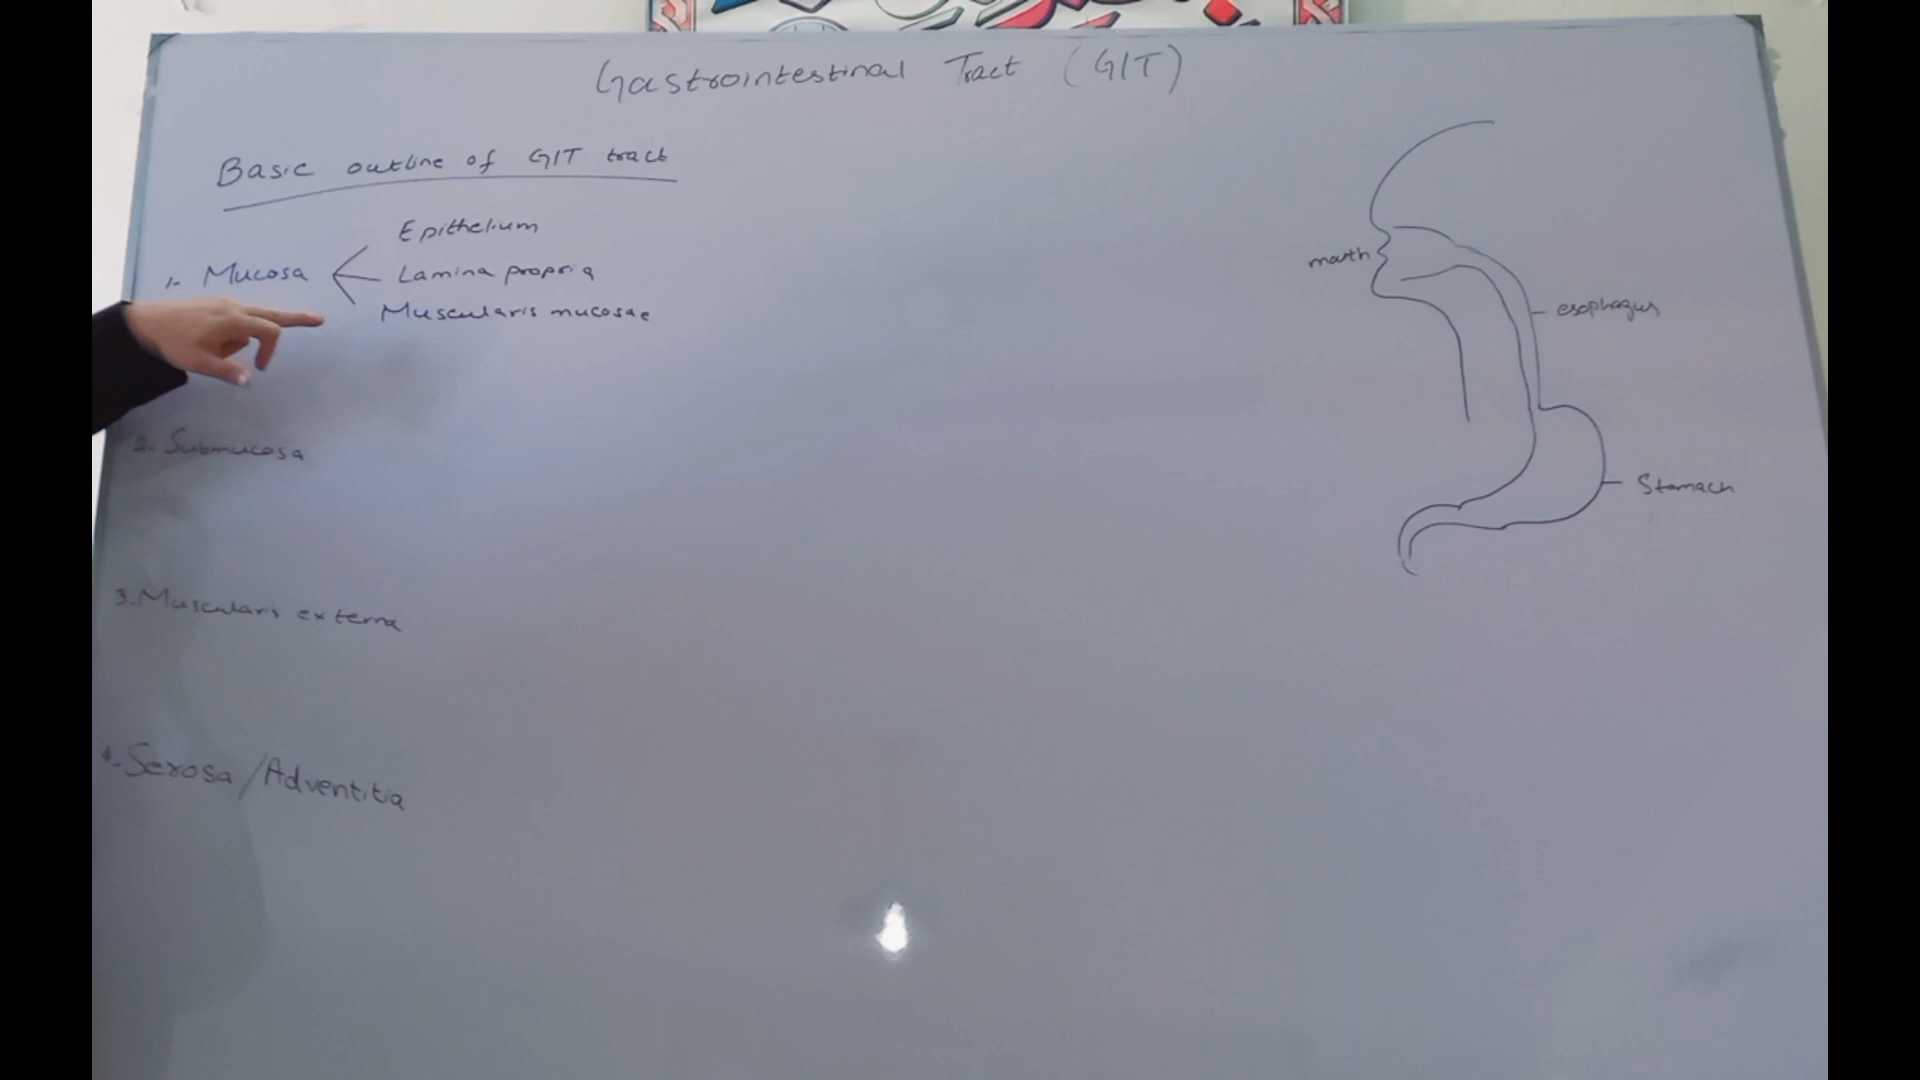 Gastrointestinal Tract (GIT)
Basic outline of GIT tract
1- Mucosa
Epithelium
Lamina propria
Muscularis mucosae
2- Submucosa
3. Muscularis externa
4- Serosa/Adventitia
mouth
esophagus
Stomach